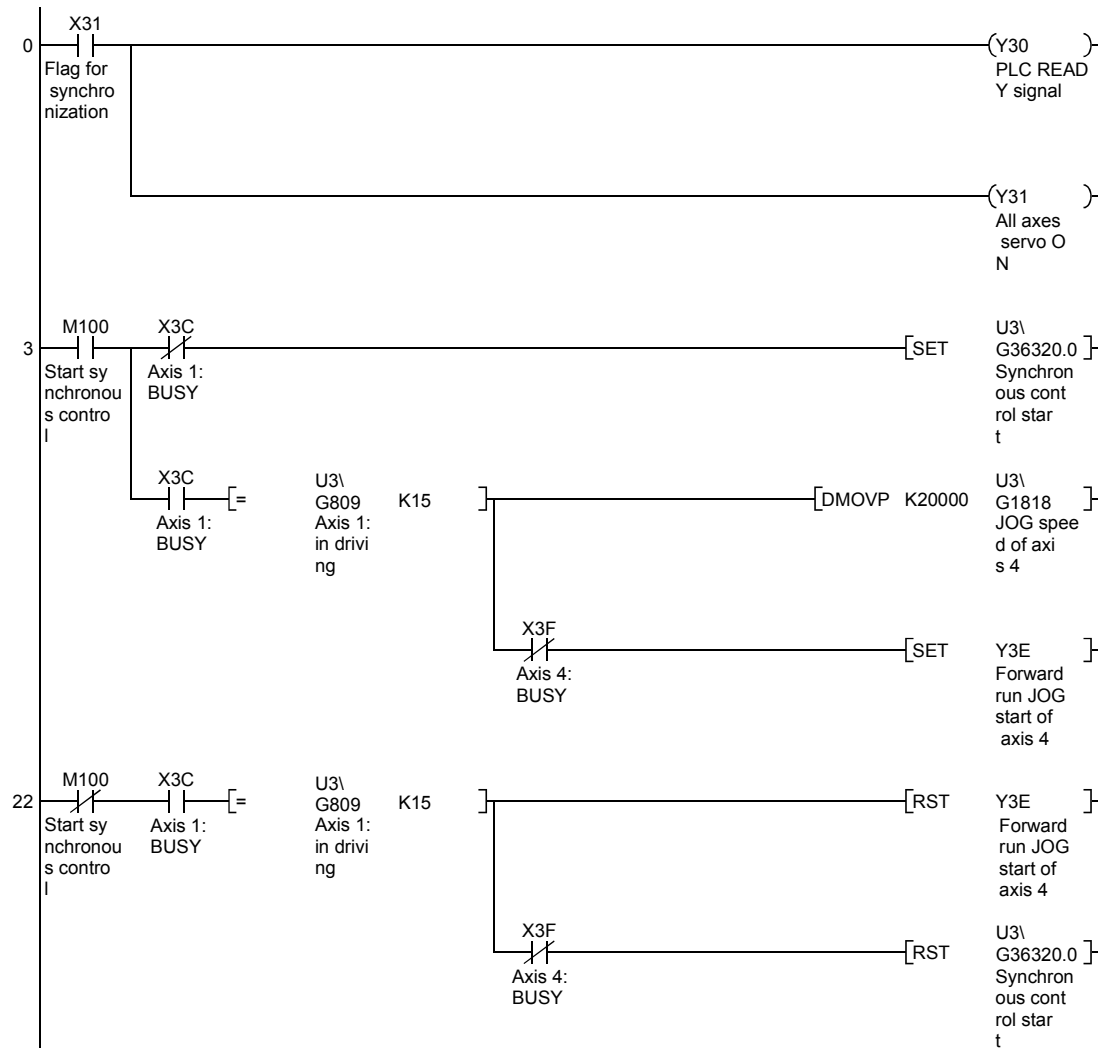 X31
0
(Y30 )
Flag for
synchro
nization
PLC READ
Y signal
(Y31 )
All axes
servo O
N
M100 X3C
U3\
3
[SET G36320.0 ]
Start sy
nchronou
s contro
l
Axis 1:
BUSY
Synchron
ous cont
rol star
t
X3C
Axis 1:
BUSY
[= U3\
G809
Axis 1:
in drivi
ng
K15 ]
[DMOVP K20000 U3\
G1818 ]
JOG spee
d of axi
s 4
X3F
Axis 4:
BUSY
[SET Y3E ]
Forward
run JOG
start of
axis 4
M100 X3C
22
Start sy
nchronou
s contro
l
Axis 1:
BUSY
[= U3\
G809
Axis 1:
in drivi
ng
K15 ]
[RST Y3E ]
Forward
run JOG
start of
axis 4
X3F
Axis 4:
BUSY
[RST U3\
G36320.0 ]
Synchron
ous cont
rol star
t